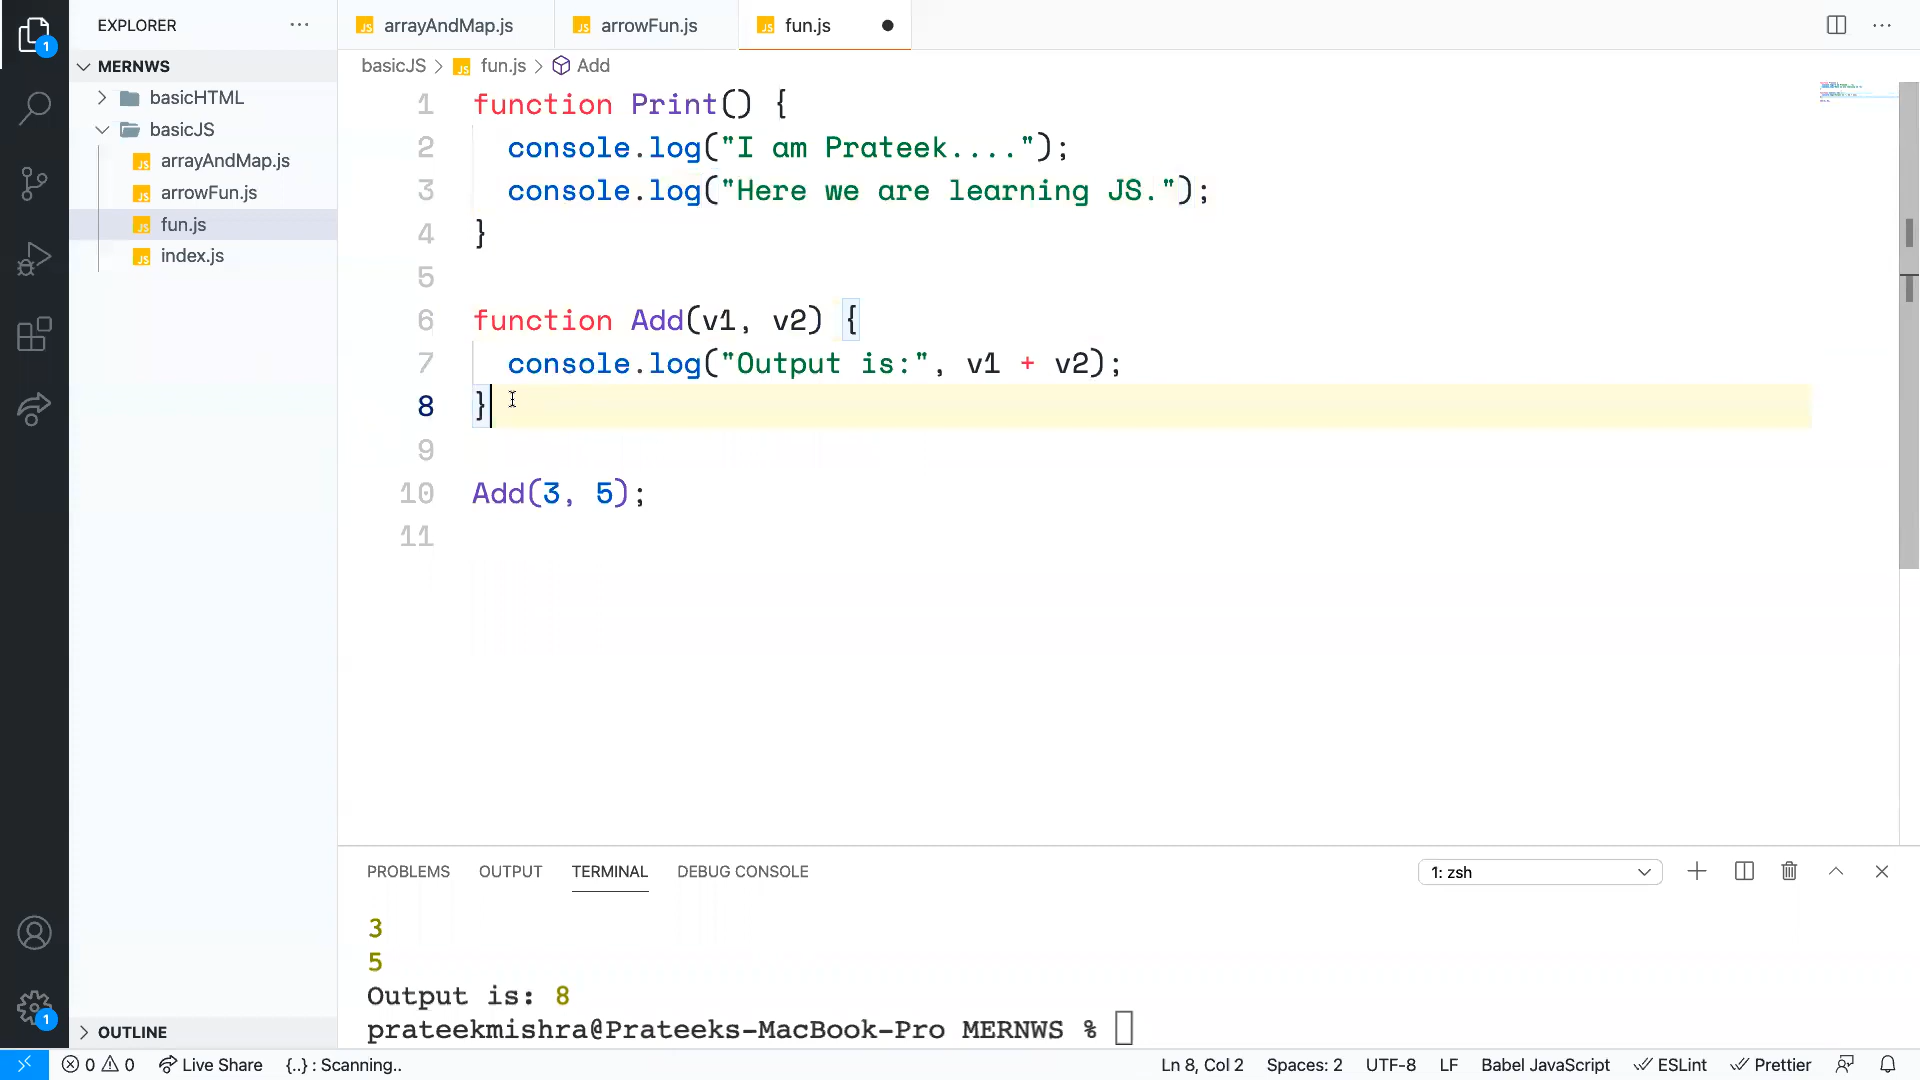 EXPLORER
arrayAndMap.js
arrowFun.js
fun.js
1
MERNWS
basicJS > JS fun.js > Add
basicHTML
basicJS
arrayAndMap.js
arrowFun.js
fun.js
index.js
1 function Print() {
2 console.log("I am Prateek....");
3 console.log("Here we are learning JS.");
4 }
5
6 function Add(v1, v2) {
7 console.log("Output is:", v1 + v2);
8 }
9
10 Add(3, 5);
11
PROBLEMS OUTPUT TERMINAL DEBUG CONSOLE
1: zsh
3
5
Output is: 8
prateekmishra@Prateeks-MacBook-Pro MERNWS %
1
OUTLINE
0 0 Live Share {..} : Scanning..
Ln 8, Col 2 Spaces: 2 UTF-8 LF Babel JavaScript ESLint Prettier